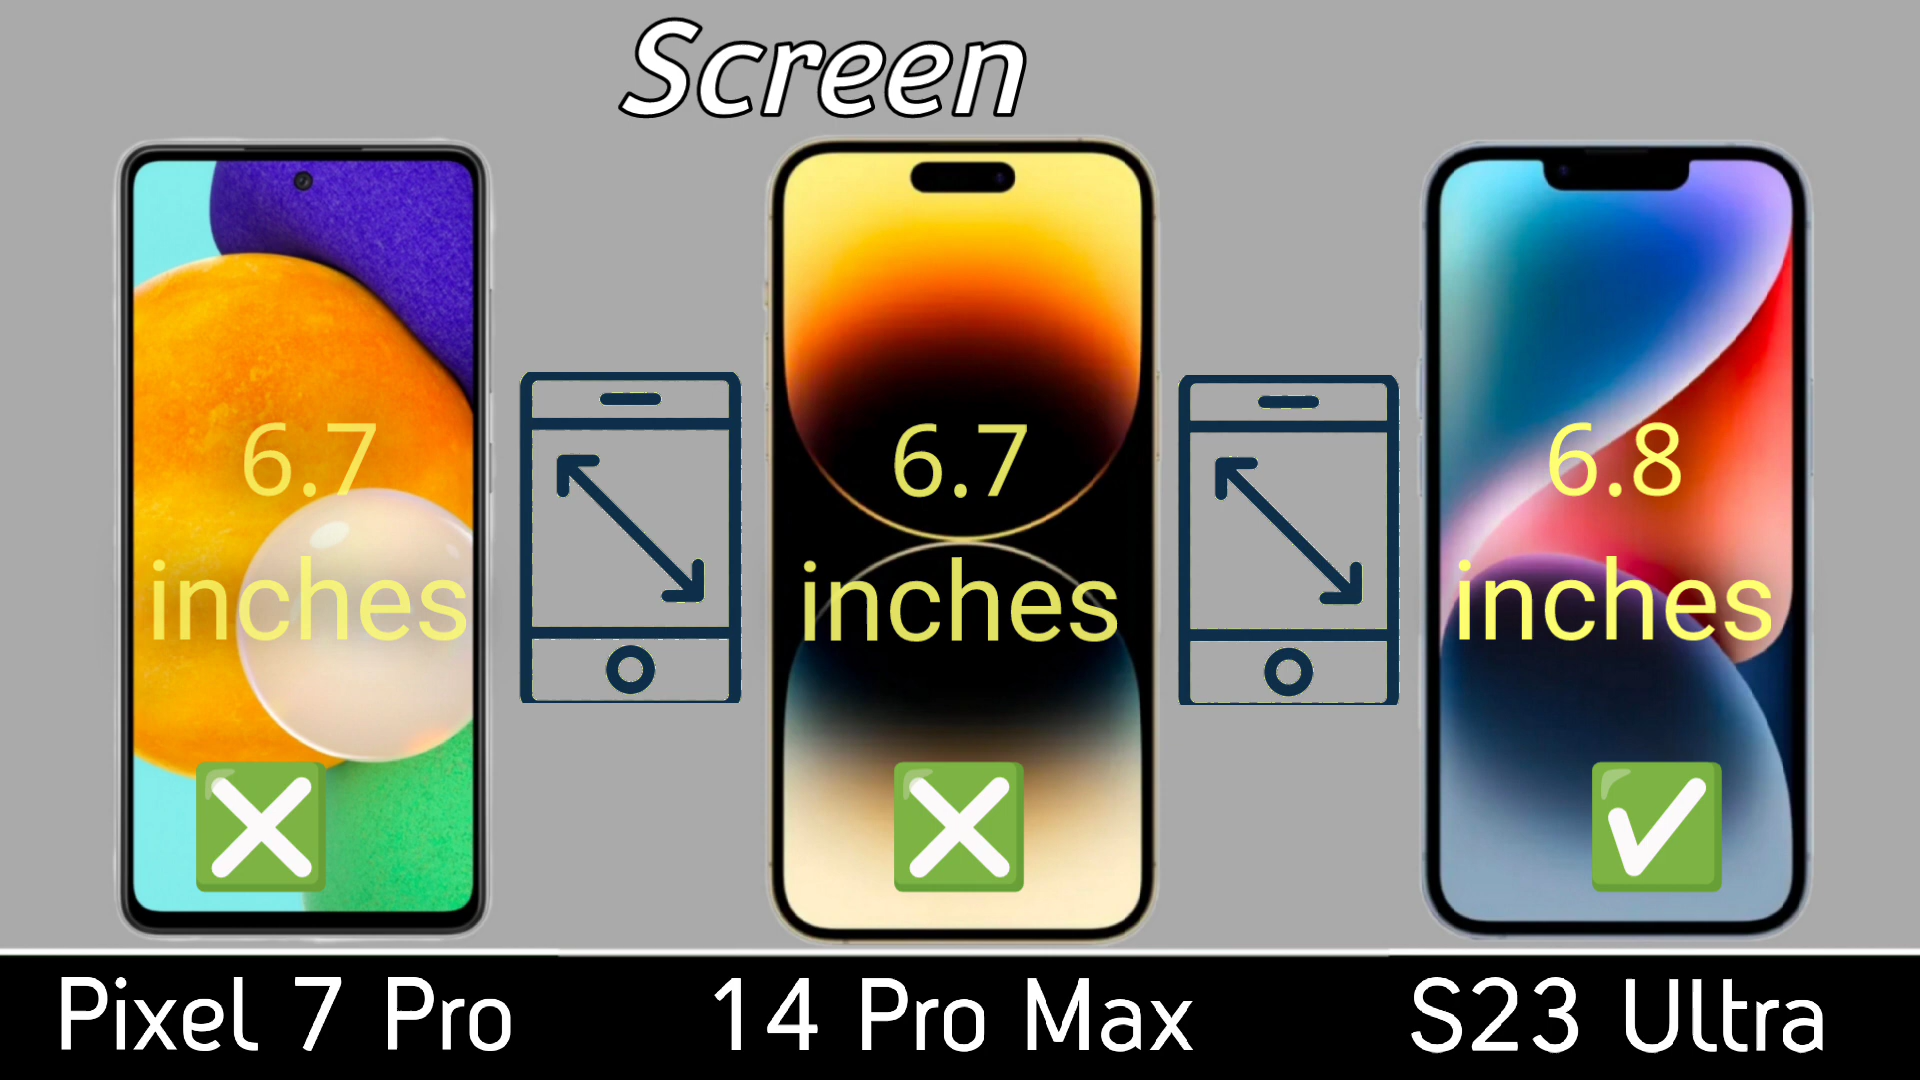 Screen
6.7
inches
6.7
inches
6.8
inches
Pixel 7 Pro
14 Pro Max
S23 Ultra